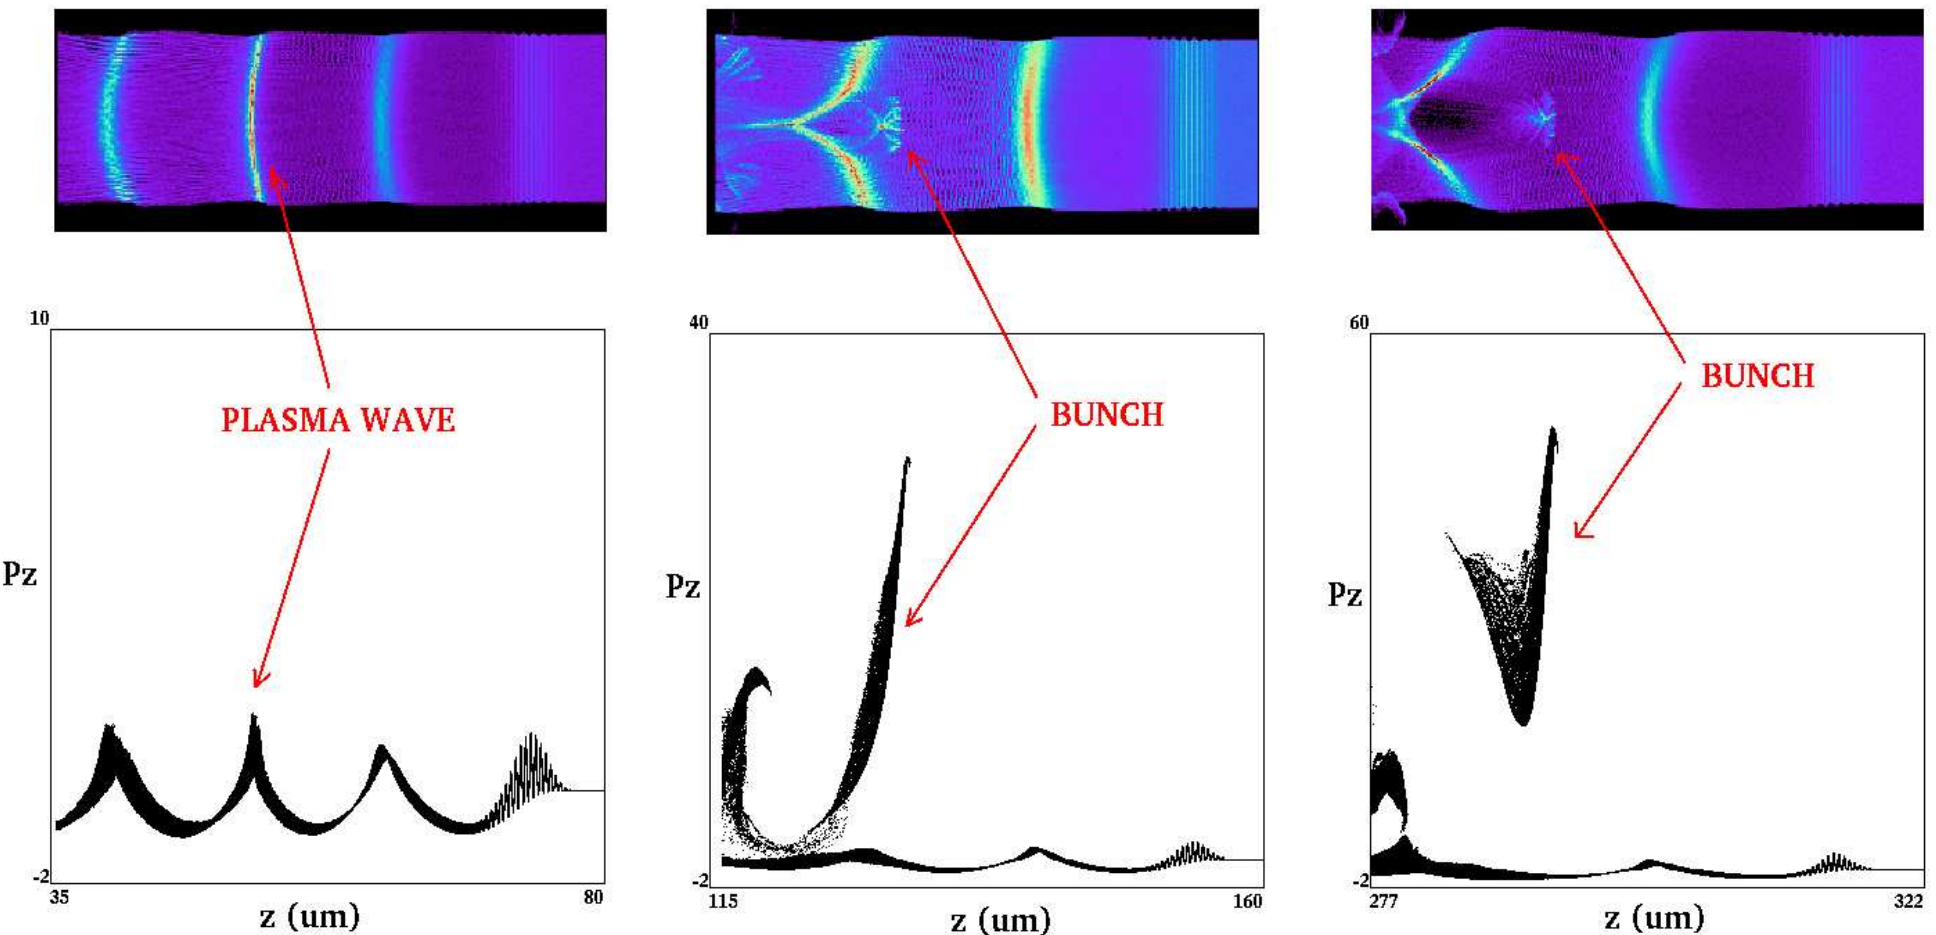 10
PLASMA WAVE
Pz
-2
35
80
z (um)
40
BUNCH
Pz
-2
115
160
z (um)
60
BUNCH
Pz
-2
277
322
z (um)